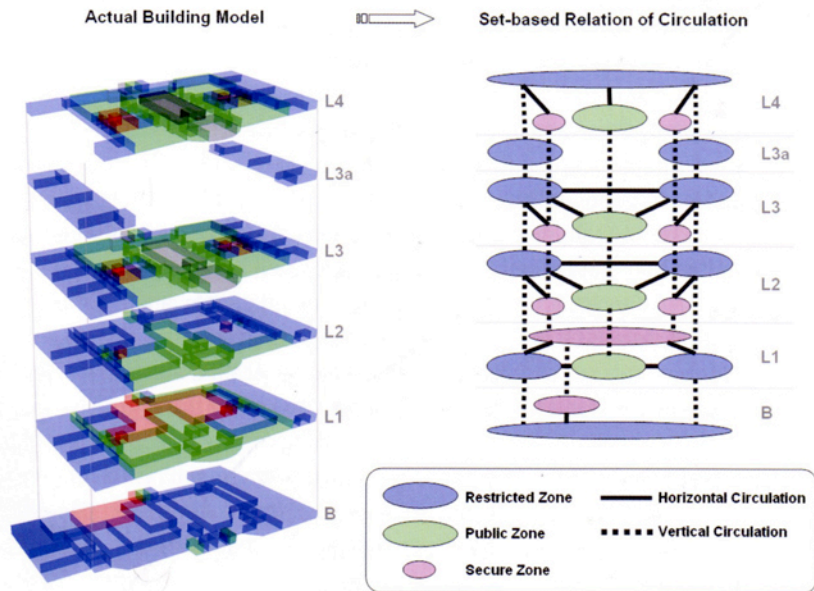 Actual Building Model
Set-based Relation of Circulation
L4
L3a
L3
L2
L1
B
L4
L3a
L3
L2
L1
B
Restricted Zone
Horizontal Circulation
Public Zone
Vertical Circulation
Secure Zone